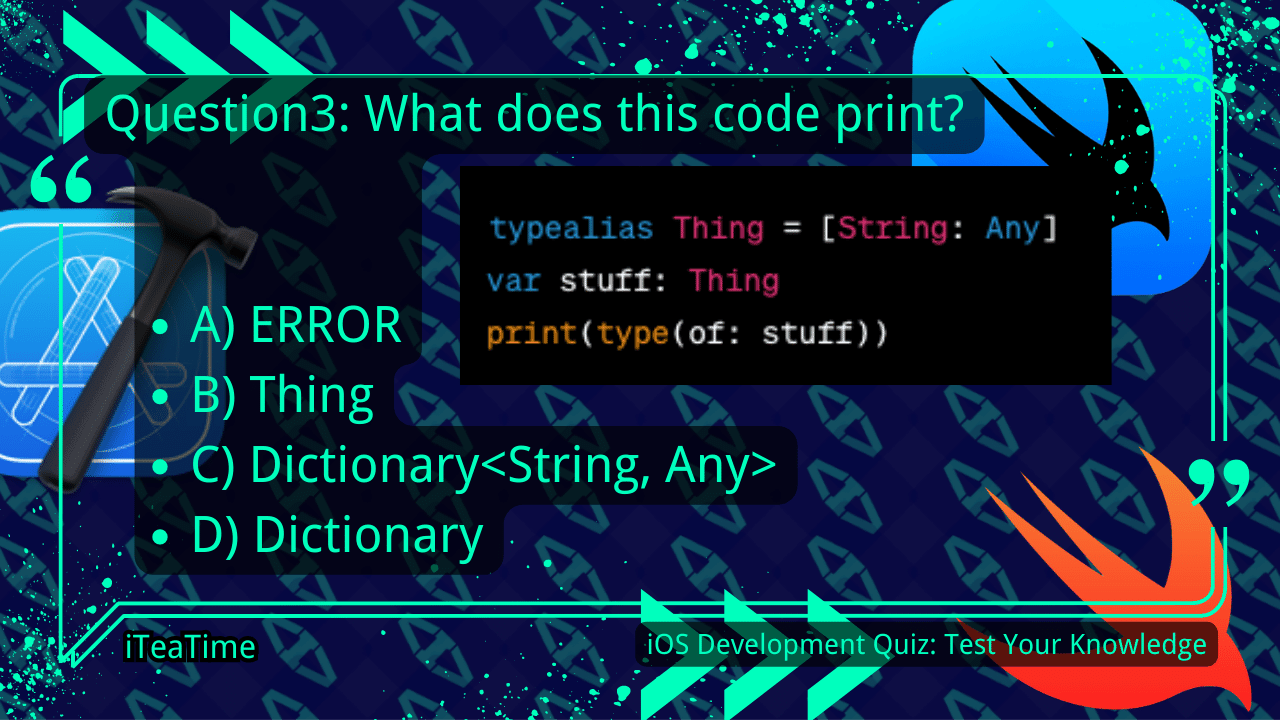 Question3: What does this code print?
typealias Thing = [String: Any]
var stuff: Thing
print(type(of: stuff))
• A) ERROR
• B) Thing
• C) Dictionary<String, Any>
• D) Dictionary
iTeaTime
iOS Development Quiz: Test Your Knowledge